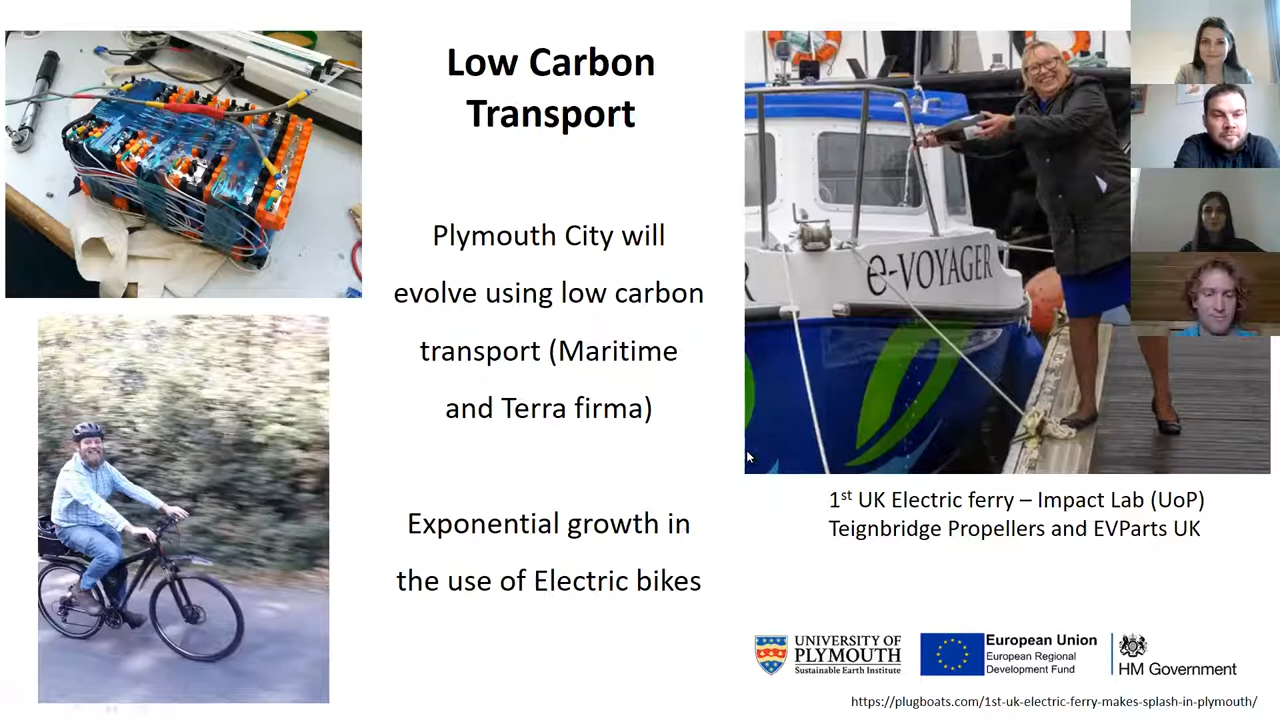 Low Carbon
Transport
Plymouth City will
evolve using low carbon
transport (Maritime
and Terra firma)
Exponential growth in
the use of Electric bikes
e-VOYAGER
1st UK Electric ferry – Impact Lab (UoP)
Teignbridge Propellers and EVParts UK
UNIVERSITY OF
PLYMOUTH
Sustainable Earth Institute
European Union
European Regional
Development Fund
HM Government
https://plugboats.com/1st-uk-electric-ferry-makes-splash-in-plymouth/